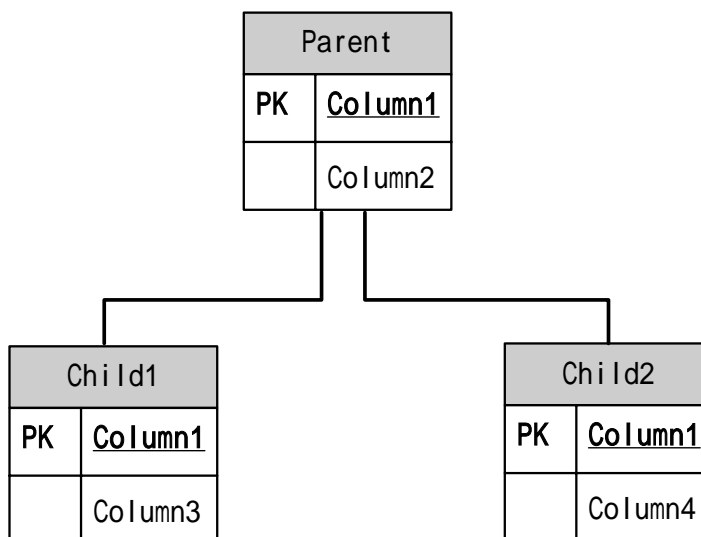 Parent
PK Column1
Column2
Child1
PK Column1
Column3
Child2
PK Column1
Column4